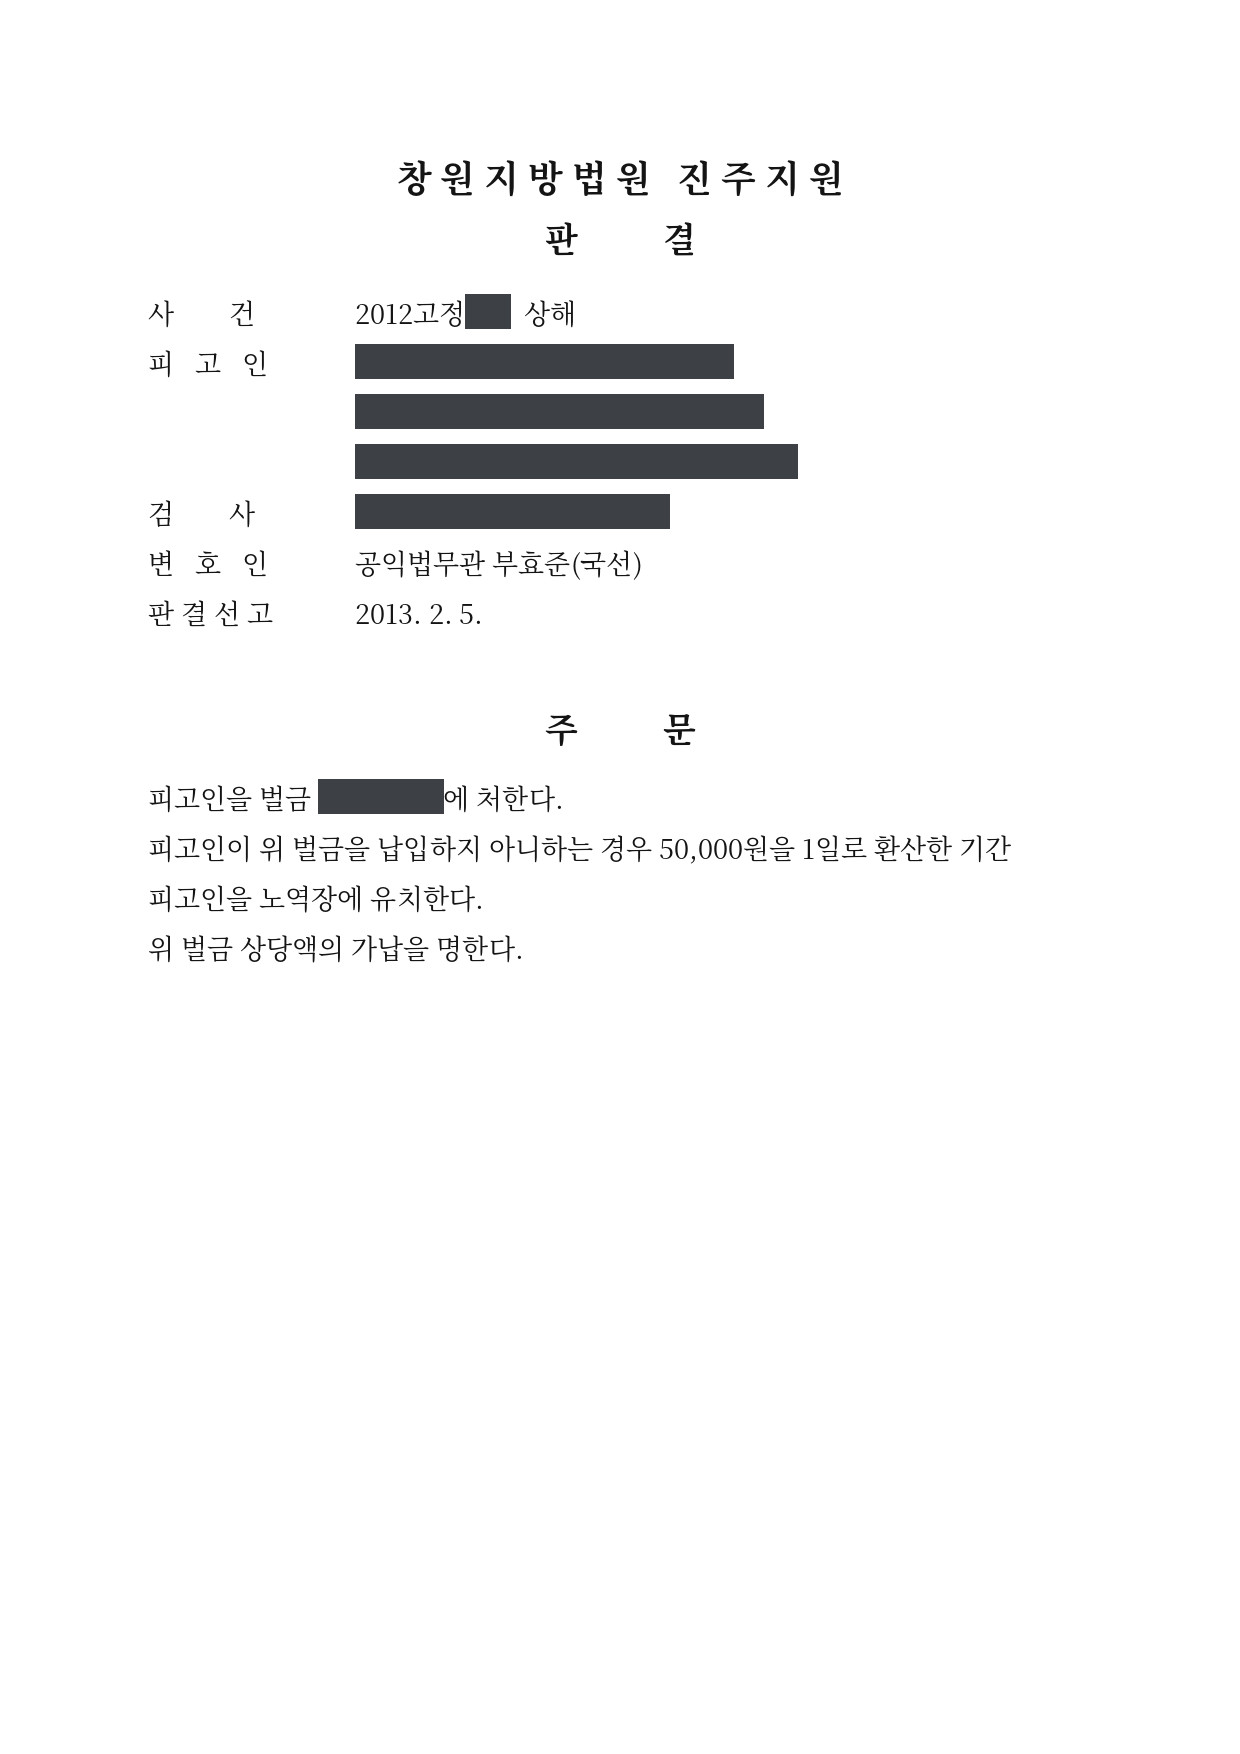 창원지방법원 진주지원
판 결
사 건 2012고정 상해
피 고 인
검 사
변 호 인 공익법무관 부효준(국선)
판 결 선 고 2013. 2. 5.
주 문
피고인을 벌금 에 처한다.
피고인이 위 벌금을 납입하지 아니하는 경우 50,000원을 1일로 환산한 기간
피고인을 노역장에 유치한다.
위 벌금 상당액의 가납을 명한다.